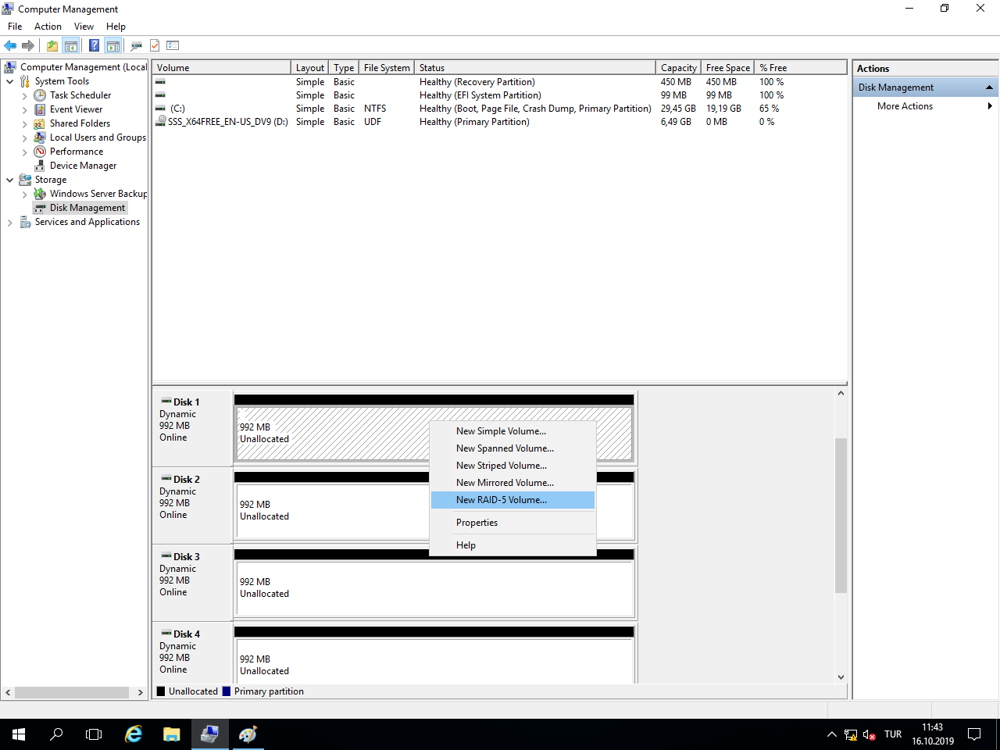 Computer Management
File Action View Help
Computer Management (Local
System Tools
Task Scheduler
Event Viewer
Shared Folders
Local Users and Groups
Performance
Device Manager
Storage
Windows Server Backup
Disk Management
Services and Applications
Volume Layout Type File System Status Capacity Free Space % Free
Simple Basic Healthy (Recovery Partition) 450 MB 450 MB 100 %
Simple Basic Healthy (EFI System Partition) 99 MB 99 MB 100 %
(C:) Simple Basic NTFS Healthy (Boot, Page File, Crash Dump, Primary Partition) 29,45 GB 19,19 GB 65 %
SSS_X64FREE_EN-US_DV9 (D:) Simple Basic UDF Healthy (Primary Partition) 6,49 GB 0 MB 0 %
Disk 1
Dynamic
992 MB
Online
992 MB
Unallocated
Disk 2
Dynamic
992 MB
Online
992 MB
Unallocated
Disk 3
Dynamic
992 MB
Online
992 MB
Unallocated
Disk 4
Dynamic
992 MB
Online
992 MB
Unallocated
New Simple Volume...
New Spanned Volume...
New Striped Volume...
New Mirrored Volume...
New RAID-5 Volume...
Properties
Help
Unallocated Primary partition
Actions
Disk Management
More Actions
TUR
11:43
16.10.2019